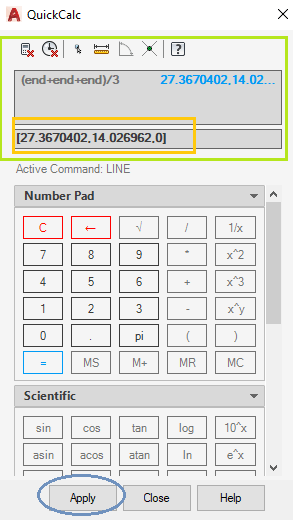 A QuickCalc
(end+end+end)/3 27.3670402,14.02...
[27.3670402,14.026962,0]
Active Command: LINE
Number Pad
C ← √ / 1/x
7 8 9 * x^2
4 5 6 + x^3
1 2 3 - x^y
0 . pi ( )
= MS M+ MR MC
Scientific
sin cos tan log 10^x
asin acos atan ln e^x
Apply Close Help